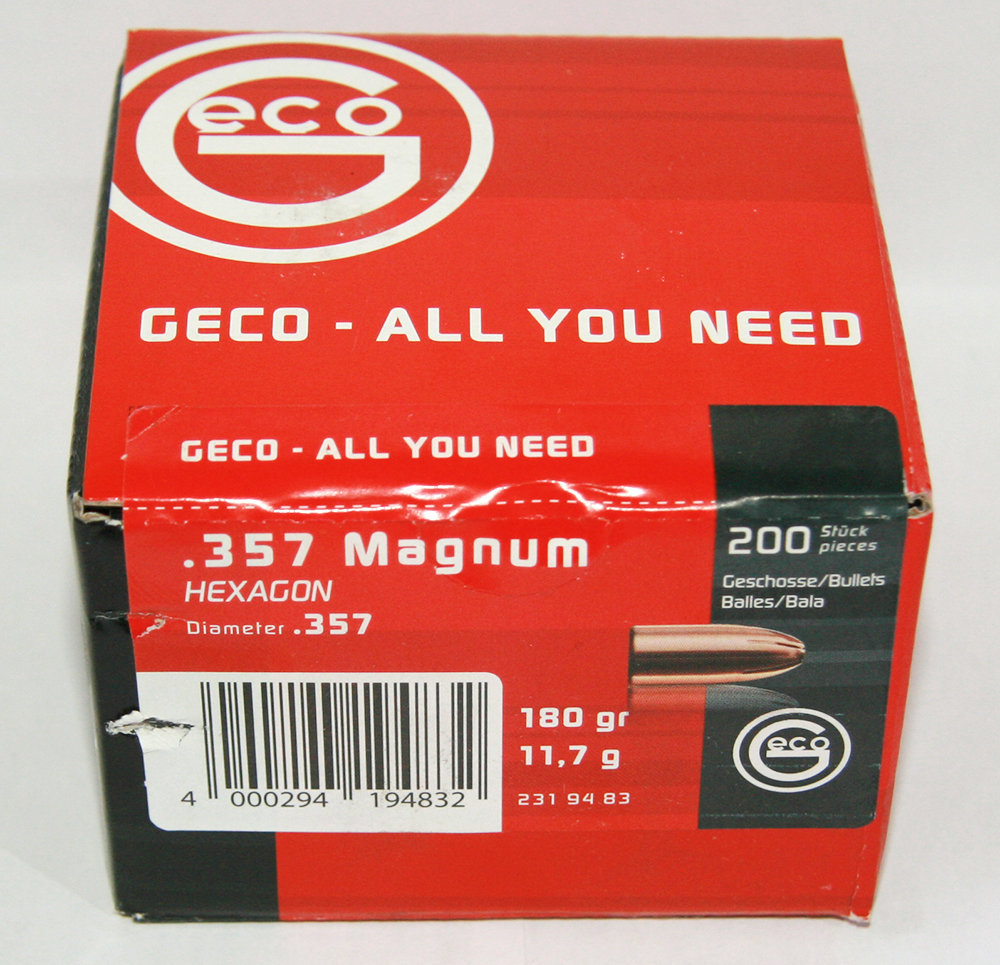 Geco
GECO - ALL YOU NEED
GECO - ALL YOU NEED
.357 Magnum
HEXAGON
Diameter .357
200 Stück
pieces
Geschosse/Bullets
Balles/Bala
180 gr
11,7 g
231 94 83
Geco
4 000294 194832